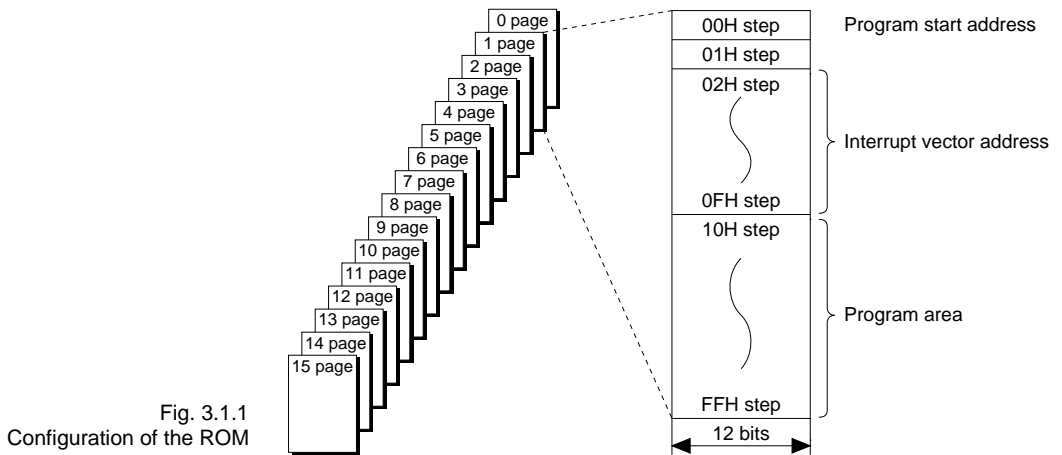 0 page
1 page
2 page
3 page
4 page
5 page
6 page
7 page
8 page
9 page
10 page
11 page
12 page
13 page
14 page
15 page
00H step
Program start address
01H step
02H step
Interrupt vector address
0FH step
10H step
Program area
FFH step
12 bits
Fig. 3.1.1
Configuration of the ROM